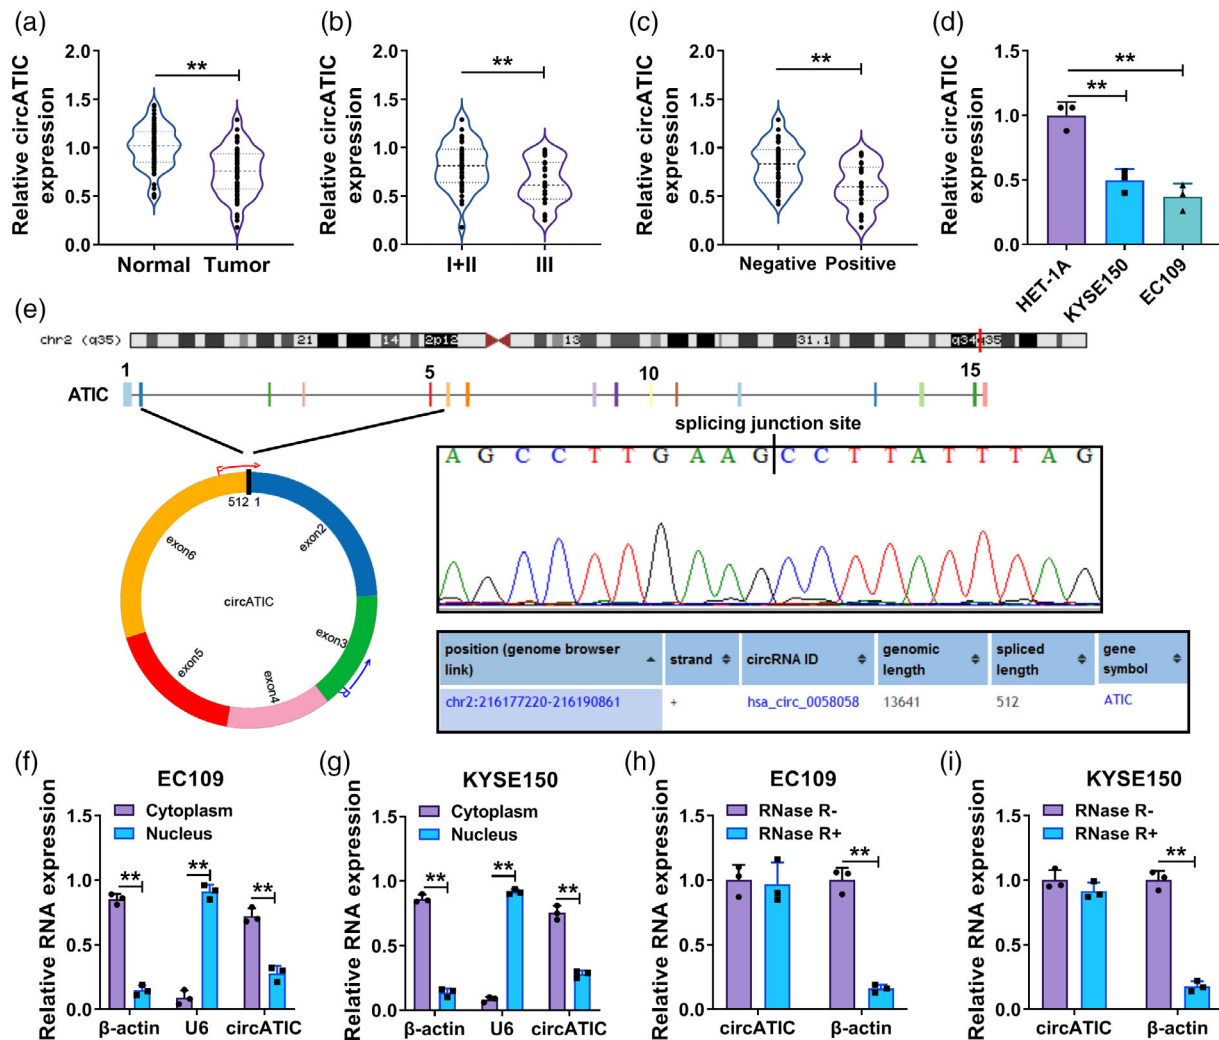 (a)
Relative circATIC
expression
2.0
1.5
1.0
0.5
0.0
**
Normal Tumor
(b)
Relative circATIC
expression
2.0
1.5
1.0
0.5
0.0
**
I+II III
(c)
Relative circATIC
expression
2.0
1.5
1.0
0.5
0.0
**
Negative Positive
(d)
Relative circATIC
expression
1.5
1.0
0.5
0.0
**
**
HET-1A
KYSE150
EC109
(e)
chr2 (q35) 21 14 2p12 13 31.1 q34 q35
1 5 10 15
ATIC
splicing junction site
A G C C T T G A A G C C T T A T T T A G
F
512 1
exon2
exon3
exon4
exon5
exon6
circATIC
R
position (genome browser link) strand circRNA ID genomic length spliced length gene symbol
chr2:216177220-216190861 + hsa_circ_0058058 13641 512 ATIC
(f)
EC109
Relative RNA expression
1.5
1.0
0.5
0.0
Cytoplasm
Nucleus
** ** **
β-actin U6 circATIC
(g)
KYSE150
Relative RNA expression
1.5
1.0
0.5
0.0
Cytoplasm
Nucleus
** ** **
β-actin U6 circATIC
(h)
EC109
Relative RNA expression
1.5
1.0
0.5
0.0
RNase R-
RNase R+
**
circATIC β-actin
(i)
KYSE150
Relative RNA expression
1.5
1.0
0.5
0.0
RNase R-
RNase R+
**
circATIC β-actin